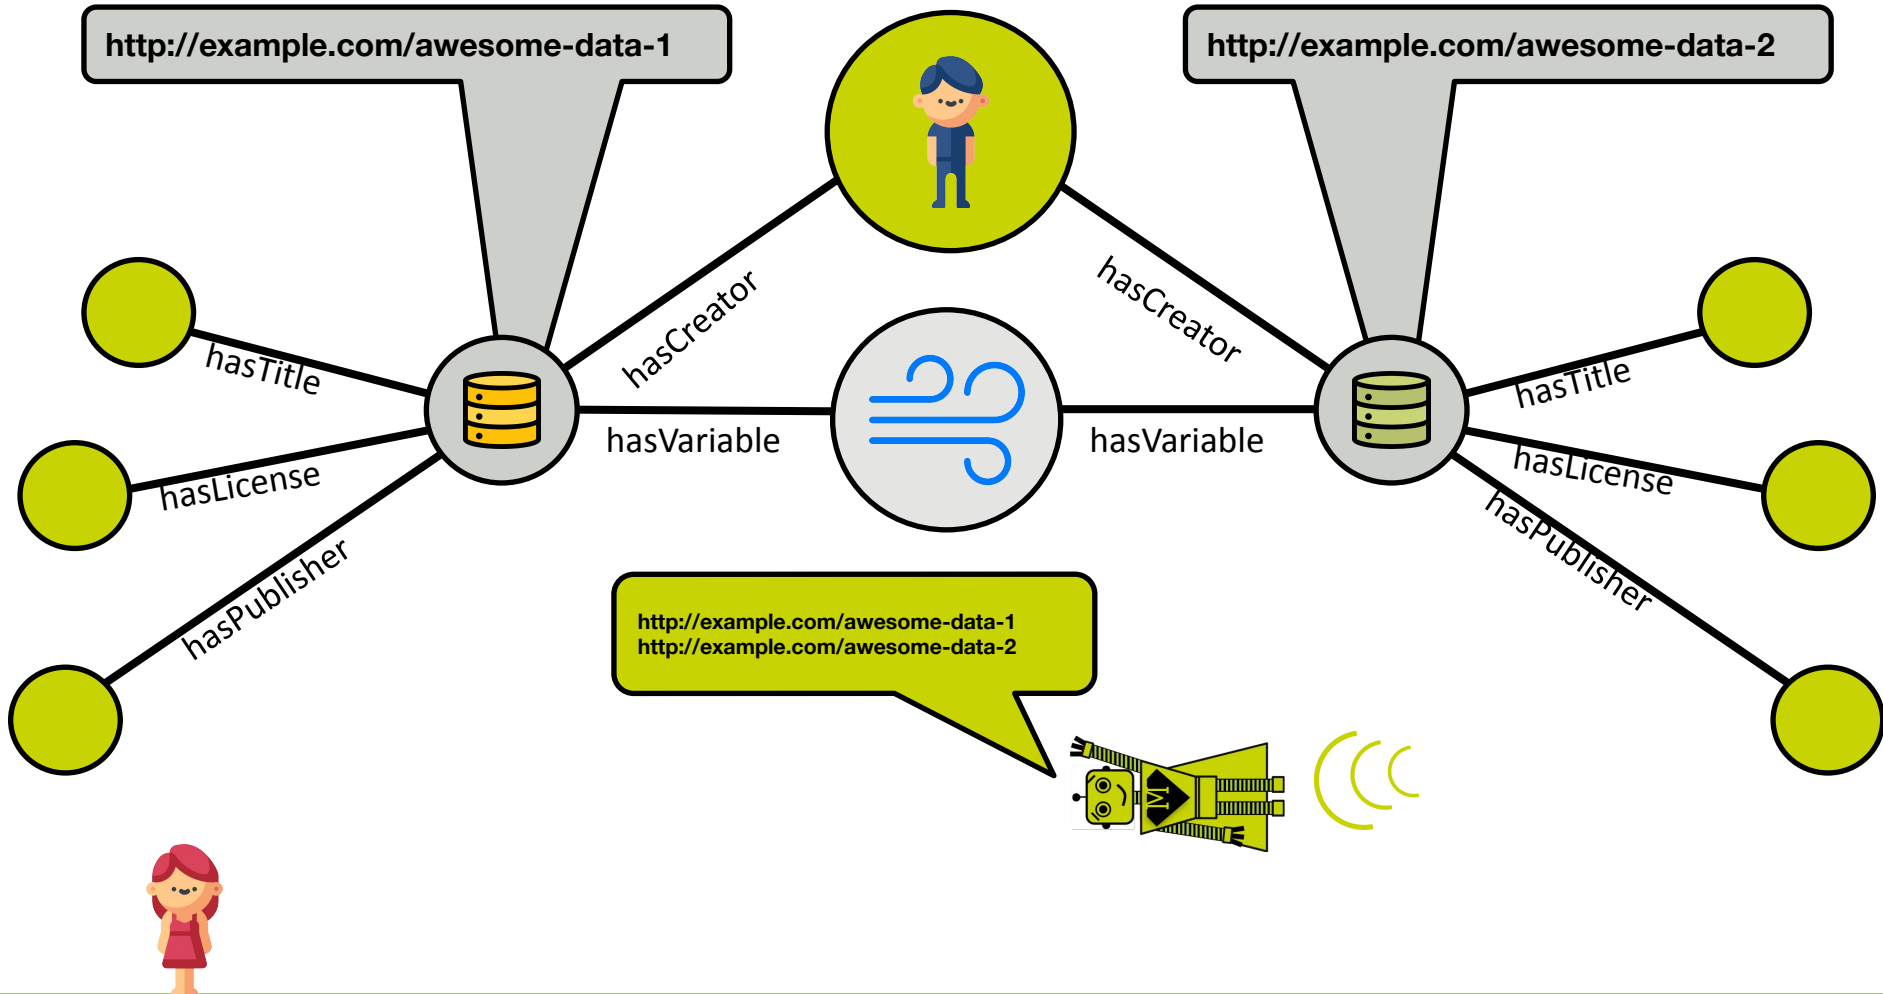 http://example.com/awesome-data-1
http://example.com/awesome-data-2
hasCreator
hasCreator
hasTitle
hasTitle
hasVariable
hasVariable
hasLicense
hasLicense
hasPublisher
hasPublisher
http://example.com/awesome-data-1
http://example.com/awesome-data-2
M